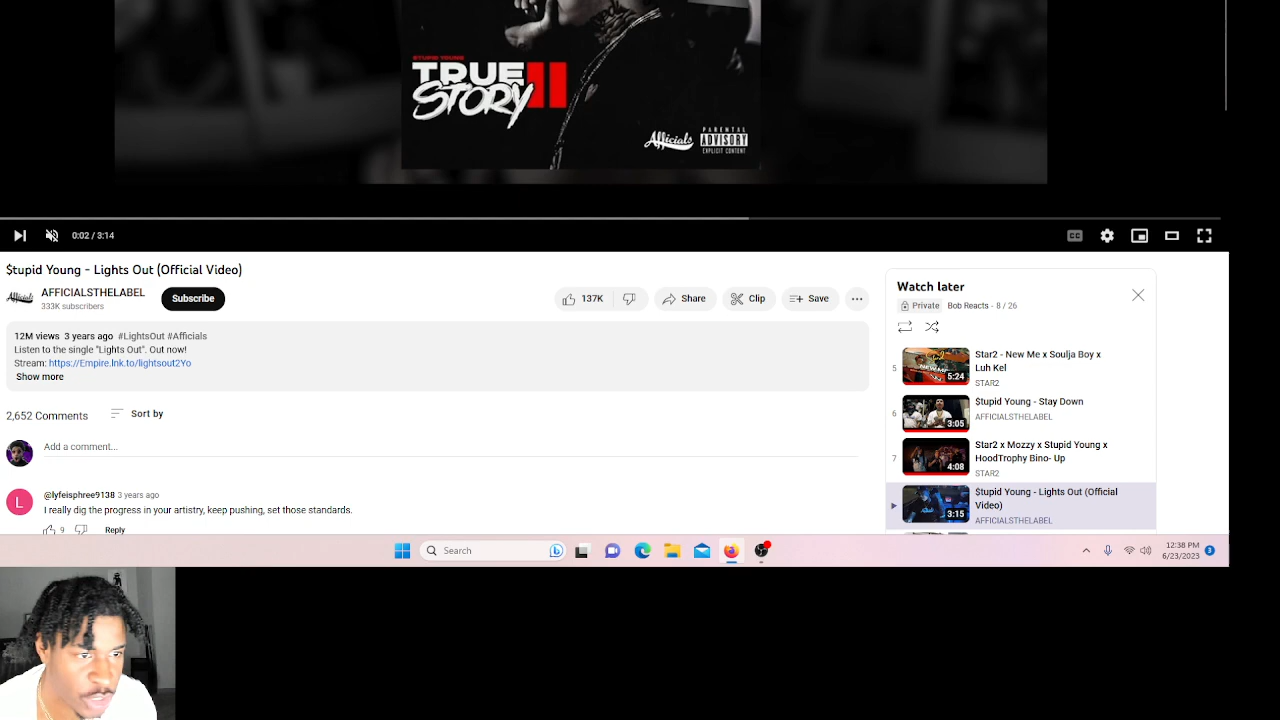 $TUPID YOUNG
TRUE
STORY II
Afficials
PARENTAL
ADVISORY
EXPLICIT CONTENT
0:02 / 3:14
CC
$tupid Young - Lights Out (Official Video)
Afficials
AFFICIALSTHELABEL
333K subscribers
Subscribe
137K
Share
Clip
Save
12M views 3 years ago #LightsOut #Afficials
Listen to the single "Lights Out". Out now!
Stream: https://Empire.lnk.to/lightsout2Yo
Show more
2,652 Comments
Sort by
Add a comment...
L
@lyfeisphree9138 3 years ago
I really dig the progress in your artistry, keep pushing, set those standards.
9
Reply
Watch later
Private Bob Reacts - 8 / 26
5
5:24
Star2 - New Me x Soulja Boy x
Luh Kel
STAR2
6
3:05
$tupid Young - Stay Down
AFFICIALSTHELABEL
7
4:08
Star2 x Mozzy x Stupid Young x
HoodTrophy Bino- Up
STAR2
3:15
$tupid Young - Lights Out (Official
Video)
AFFICIALSTHELABEL
Search
12:38 PM
6/23/2023
3